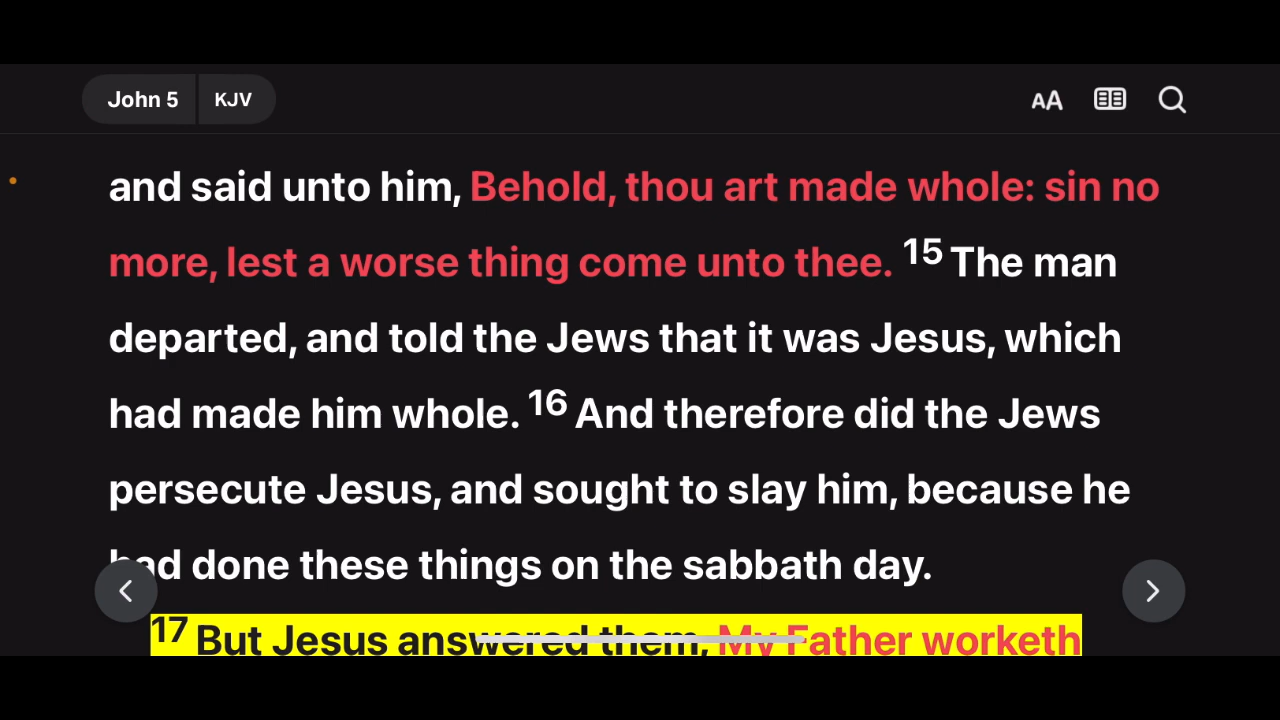 John 5 KJV AA
and said unto him, Behold, thou art made whole: sin no
more, lest a worse thing come unto thee. 15 The man
departed, and told the Jews that it was Jesus, which
had made him whole. 16 And therefore did the Jews
persecute Jesus, and sought to slay him, because he
had done these things on the sabbath day.
17 But Jesus answered them, My Father worketh